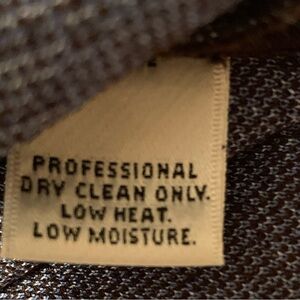 PROFESSIONAL
DRY CLEAN ONLY.
LOW HEAT.
LOW MOISTURE.